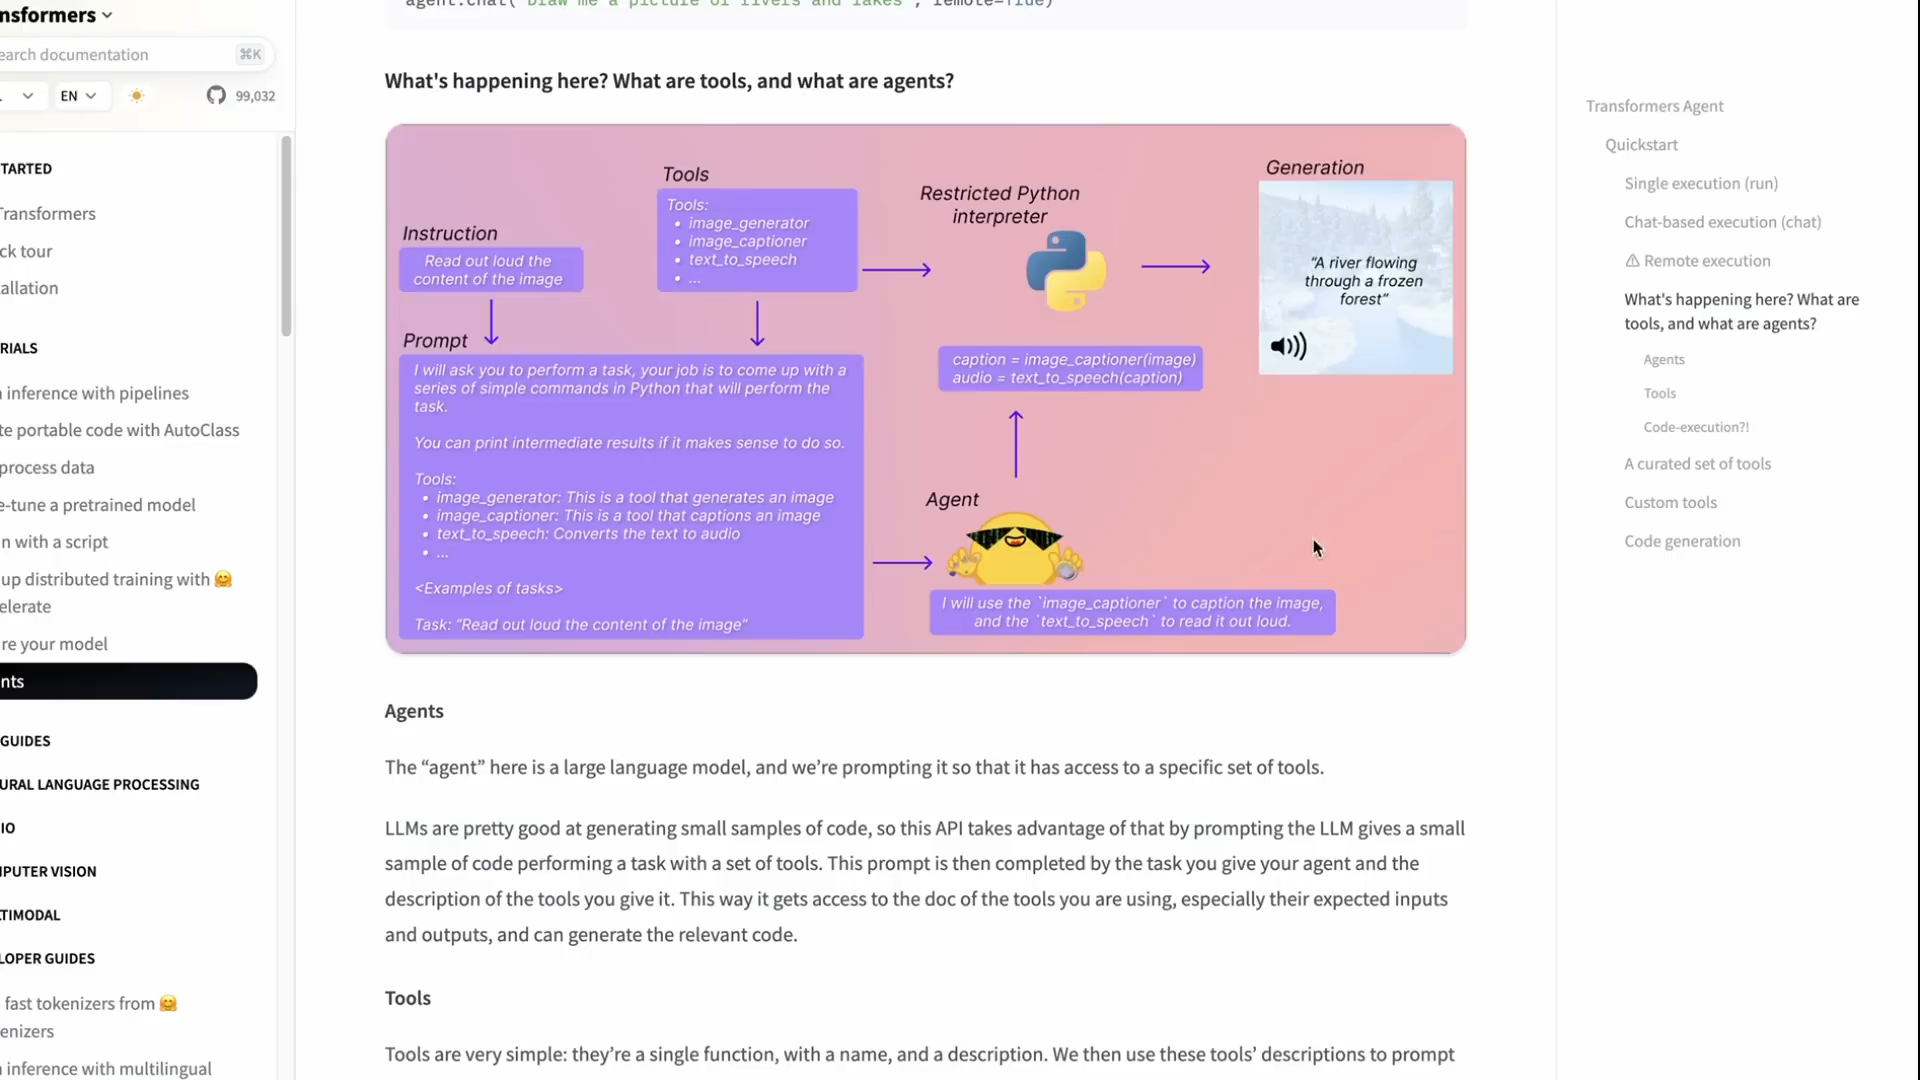 nsformers
earch documentation
⌘K
EN
99,032
TARTED
Transformers
ck tour
allation
RIALS
inference with pipelines
te portable code with AutoClass
process data
e-tune a pretrained model
n with a script
up distributed training with 🤗
elerate
re your model
nts
GUIDES
URAL LANGUAGE PROCESSING
IO
MPUTER VISION
TIMODAL
LOPER GUIDES
fast tokenizers from 🤗
enizers
inference with multilingual
What's happening here? What are tools, and what are agents?
Instruction
Read out loud the
content of the image
Tools
Tools:
• image_generator
• image_captioner
• text_to_speech
• ...
Restricted Python
interpreter
Generation
"A river flowing
through a frozen
forest"
Prompt
I will ask you to perform a task, your job is to come up with a
series of simple commands in Python that will perform the
task.
You can print intermediate results if it makes sense to do so.
Tools:
• image_generator: This is a tool that generates an image
• image_captioner: This is a tool that captions an image
• text_to_speech: Converts the text to audio
• ...
<Examples of tasks>
Task: "Read out loud the content of the image"
caption = image_captioner(image)
audio = text_to_speech(caption)
Agent
I will use the `image_captioner` to caption the image,
and the `text_to_speech` to read it out loud.
Agents
The “agent” here is a large language model, and we’re prompting it so that it has access to a specific set of tools.
LLMs are pretty good at generating small samples of code, so this API takes advantage of that by prompting the LLM gives a small
sample of code performing a task with a set of tools. This prompt is then completed by the task you give your agent and the
description of the tools you give it. This way it gets access to the doc of the tools you are using, especially their expected inputs
and outputs, and can generate the relevant code.
Tools
Tools are very simple: they’re a single function, with a name, and a description. We then use these tools’ descriptions to prompt
Transformers Agent
Quickstart
Single execution (run)
Chat-based execution (chat)
⚠ Remote execution
What's happening here? What are
tools, and what are agents?
Agents
Tools
Code-execution?!
A curated set of tools
Custom tools
Code generation